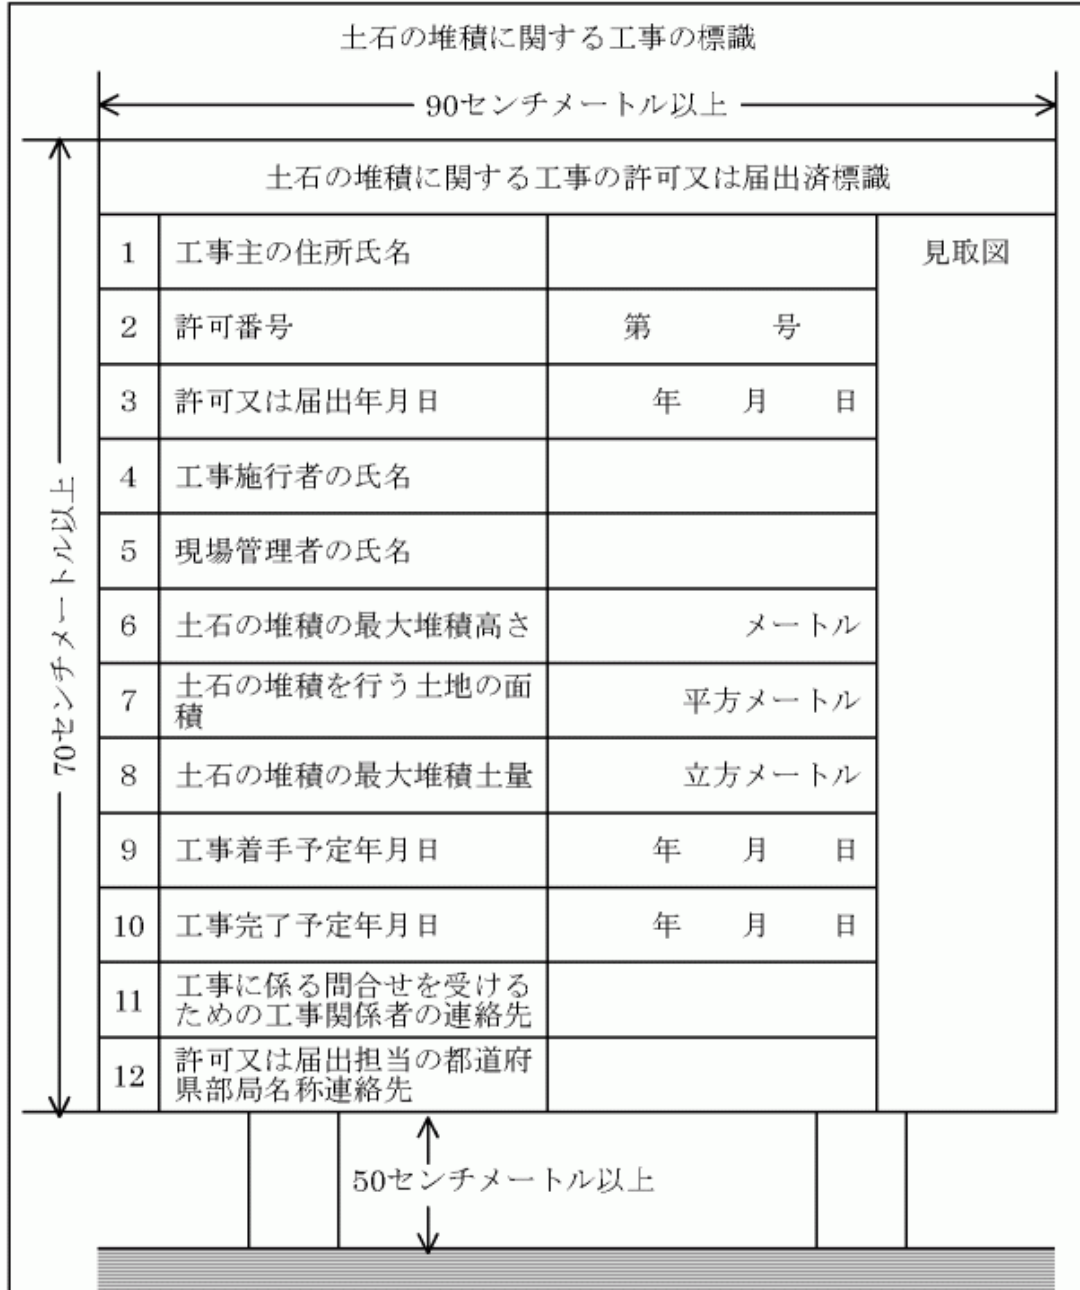 土石の堆積に関する工事の標識
90センチメートル以上
70センチメートル以上
土石の堆積に関する工事の許可又は届出済標識
1 工事主の住所氏名 見取図
2 許可番号 第 号
3 許可又は届出年月日 年 月 日
4 工事施行者の氏名
5 現場管理者の氏名
6 土石の堆積の最大堆積高さ メートル
7 土石の堆積を行う土地の面
積 平方メートル
8 土石の堆積の最大堆積土量 立方メートル
9 工事着手予定年月日 年 月 日
10 工事完了予定年月日 年 月 日
11 工事に係る問合せを受ける
ための工事関係者の連絡先
12 許可又は届出担当の都道府
県部局名称連絡先
50センチメートル以上